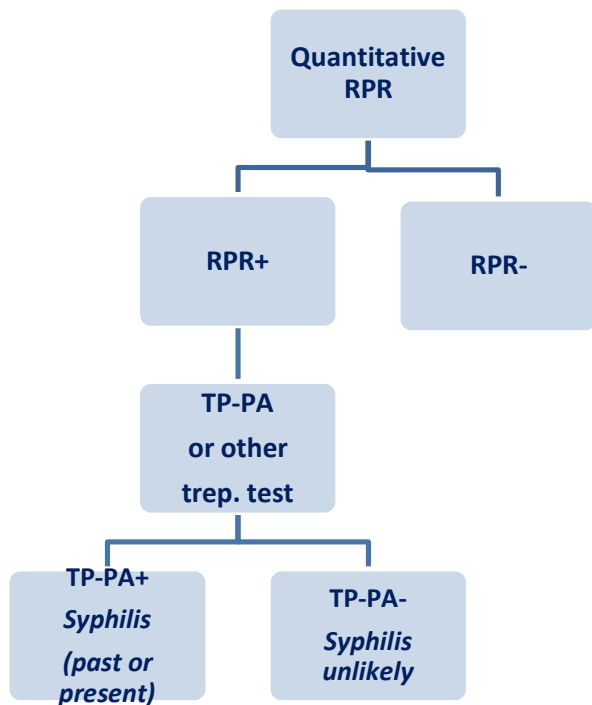 Quantitative
RPR
RPR+
RPR-
TP-PA
or other
trep. test
TP-PA+
Syphilis
(past or
present)
TP-PA-
Syphilis
unlikely